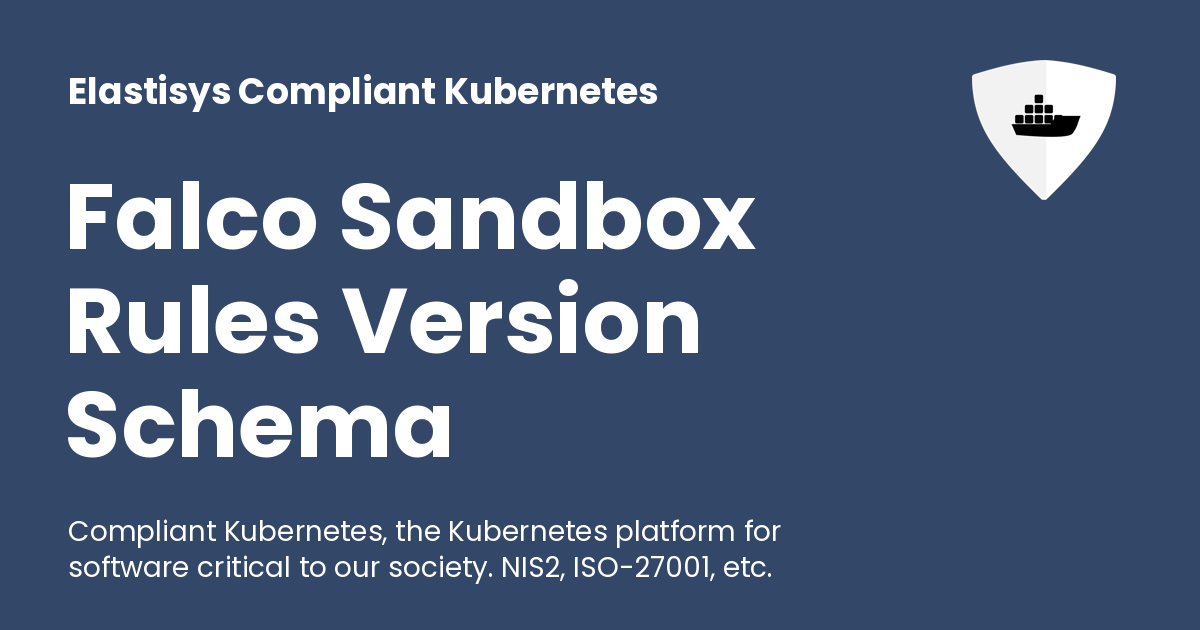 Elastisys Compliant Kubernetes
Falco Sandbox
Rules Version
Schema
Compliant Kubernetes, the Kubernetes platform for
software critical to our society. NIS2, ISO-27001, etc.